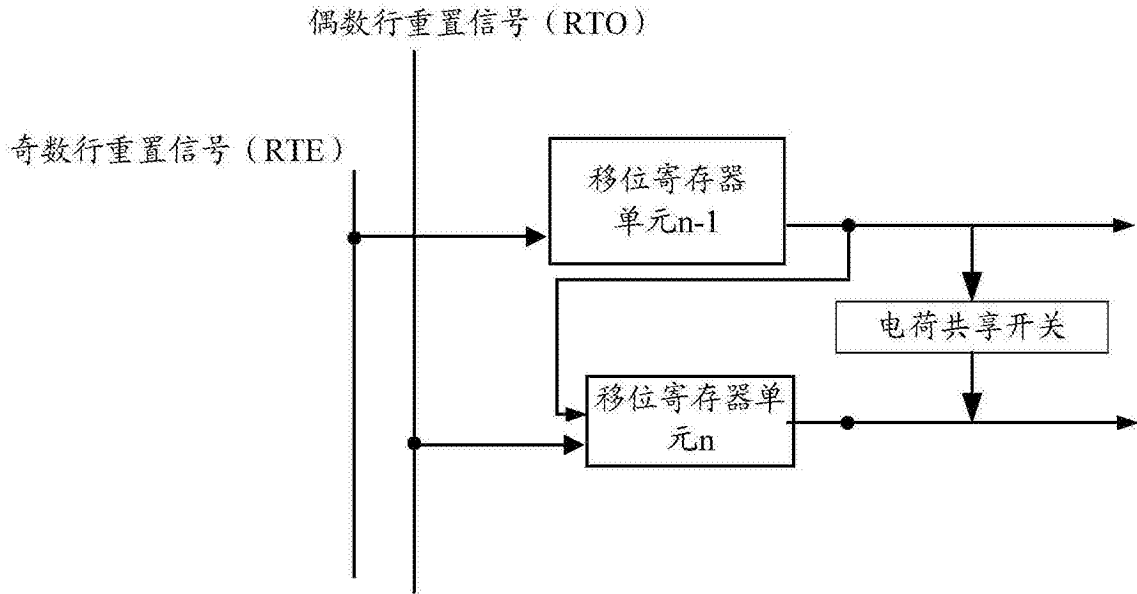 偶数行重置信号（RTO）
奇数行重置信号（RTE）
移位寄存器
单元n-1
电荷共享开关
移位寄存器单
元n